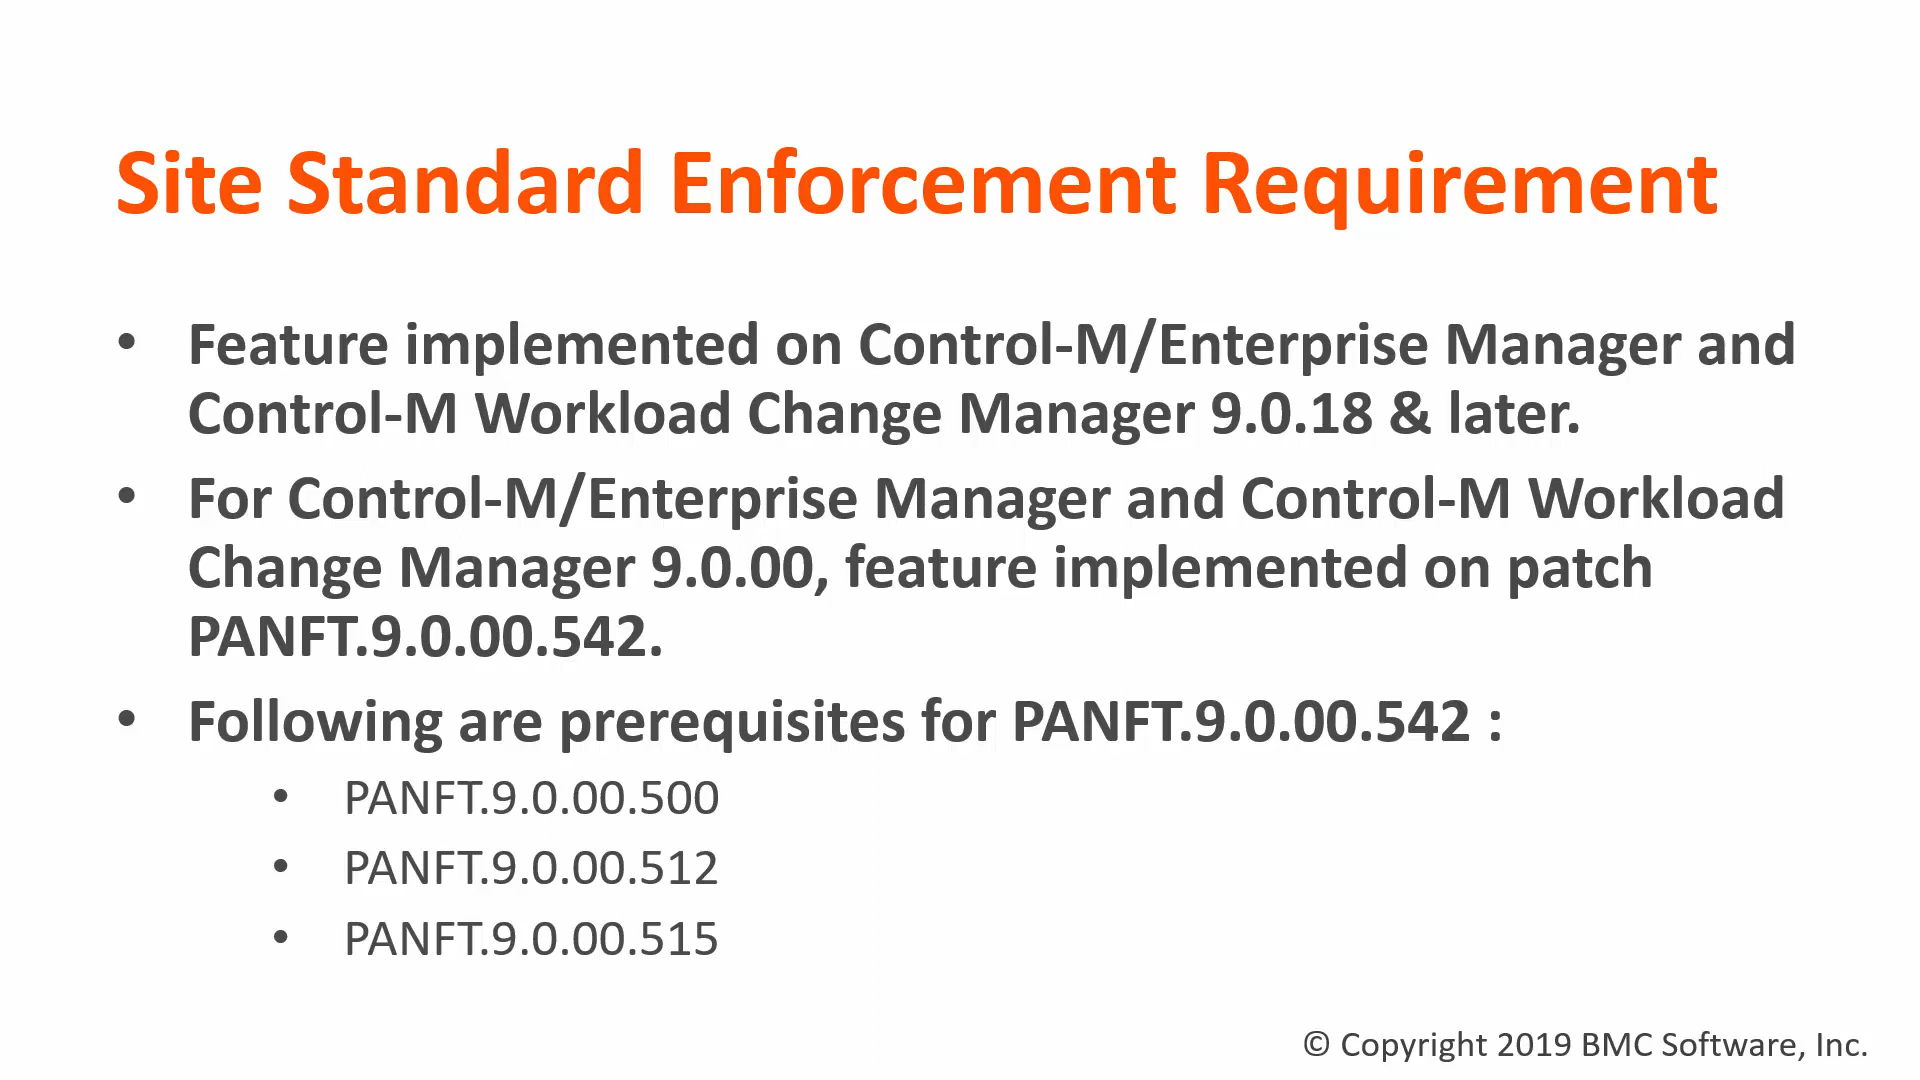 Site Standard Enforcement Requirement
• Feature implemented on Control-M/Enterprise Manager and
Control-M Workload Change Manager 9.0.18 & later.
• For Control-M/Enterprise Manager and Control-M Workload
Change Manager 9.0.00, feature implemented on patch
PANFT.9.0.00.542.
• Following are prerequisites for PANFT.9.0.00.542 :
• PANFT.9.0.00.500
• PANFT.9.0.00.512
• PANFT.9.0.00.515
© Copyright 2019 BMC Software, Inc.